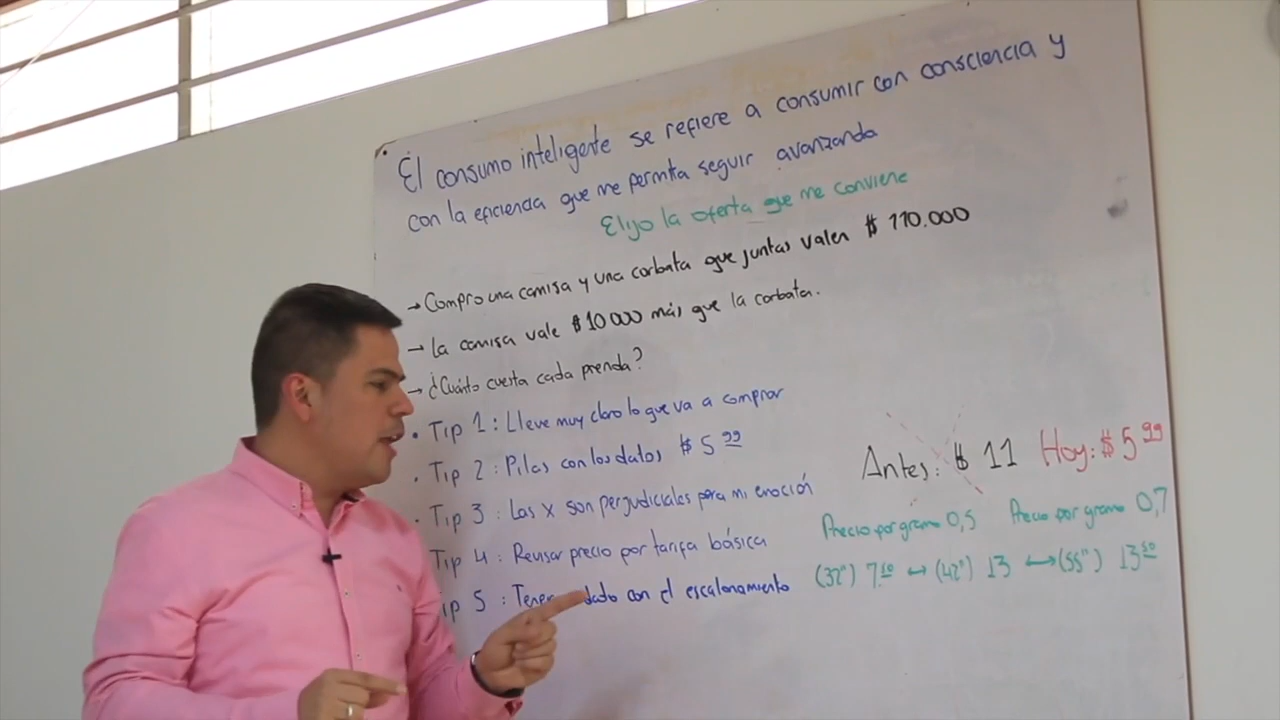 El consumo inteligente se refiere a consumir con consciencia y
con la eficiencia que me permita seguir avanzando
Elijo la oferta que me conviene
→ Compro una camisa y una corbata que juntas valen $ 110.000
→ La camisa vale $10 000 más que la corbata.
→ ¿Cuánto cuesta cada prenda?
• Tip 1: Lleve muy claro lo que va a comprar
• Tip 2: Pilas con los datos $ 5 99
• Tip 3: Las X son perjudiciales para mi emoción
Antes: $ 11 Hoy: $ 5 99
Tip 4: Revisar precio por tarifa básica
Precio por gramo 0,5 Precio por gramo 0,7
ip 5: Tener dado con el escalonamiento
(32") 7 50 ↔ (42") 13 ↔ (55") 13 50